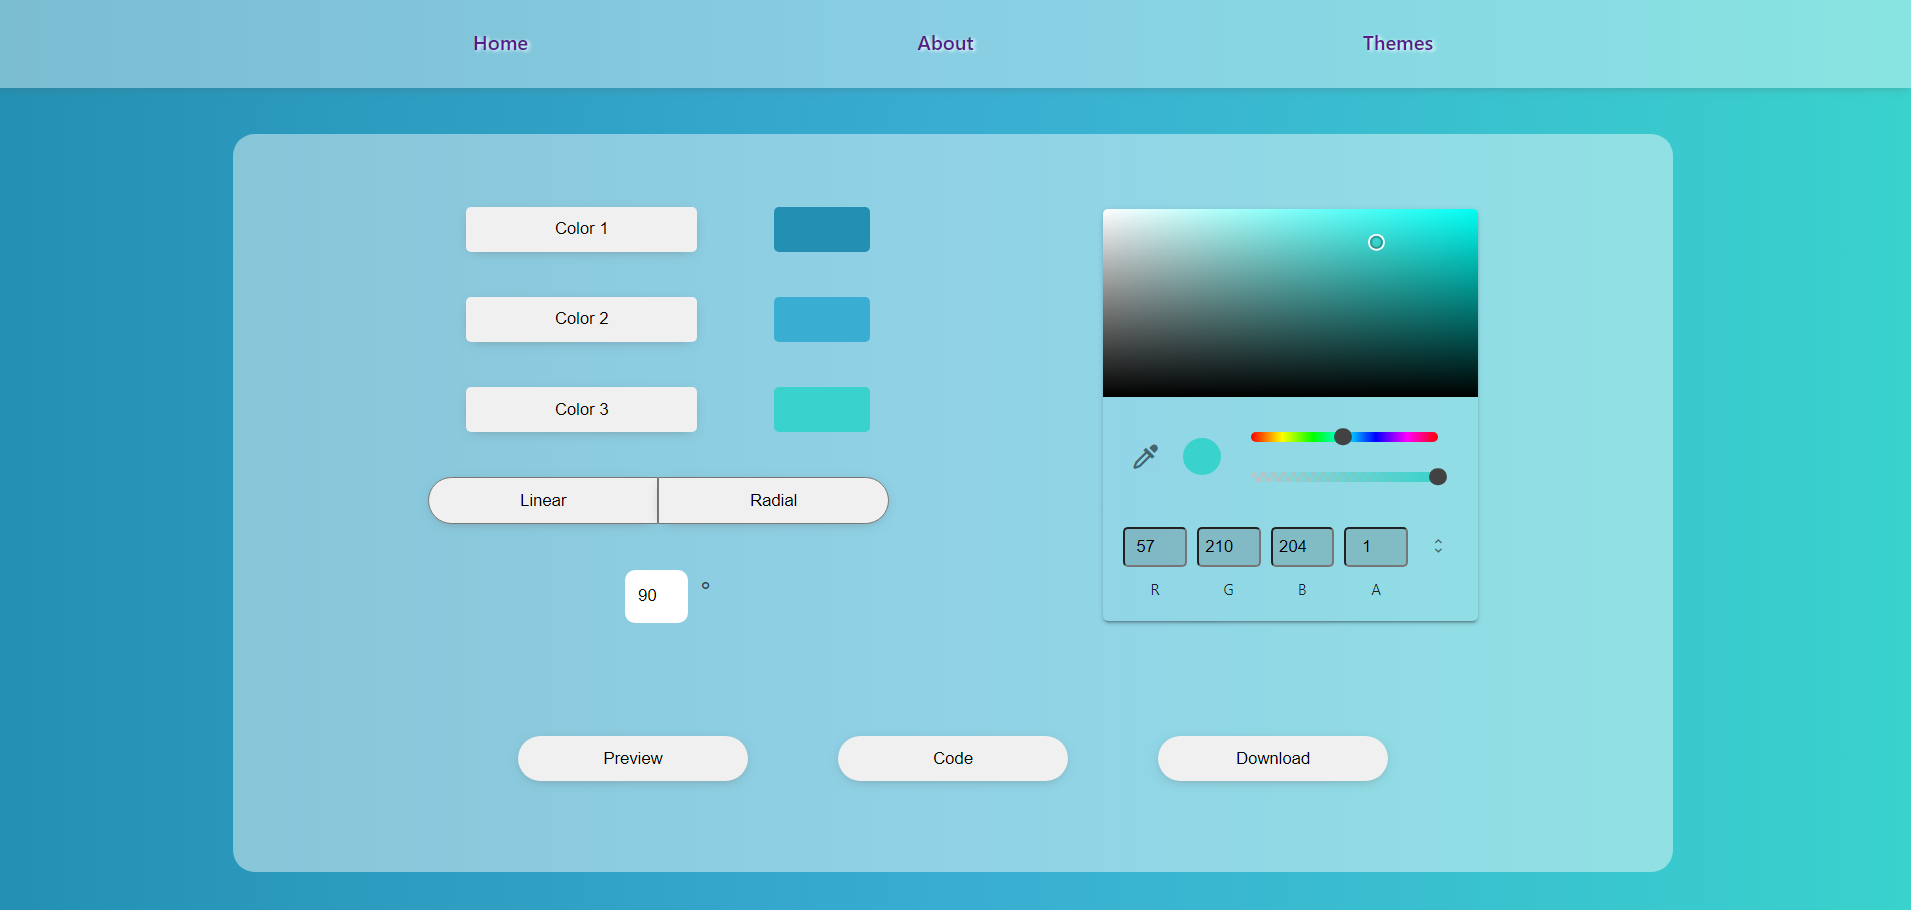 Home About Themes
Color 1
Color 2
Color 3
Linear Radial
90 °
57 210 204 1
R G B A
Preview Code Download